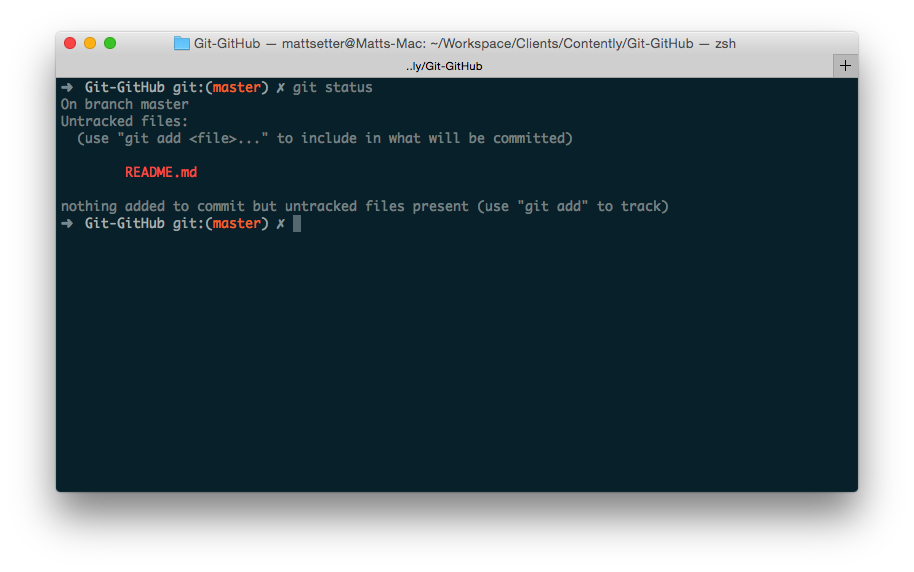 Git-GitHub — mattsetter@Matts-Mac: ~/Workspace/Clients/Contently/Git-GitHub — zsh
..ly/Git-GitHub
+
➜ Git-GitHub git:(master) ✗ git status
On branch master
Untracked files:
  (use "git add <file>..." to include in what will be committed)
        README.md
nothing added to commit but untracked files present (use "git add" to track)
➜ Git-GitHub git:(master) ✗